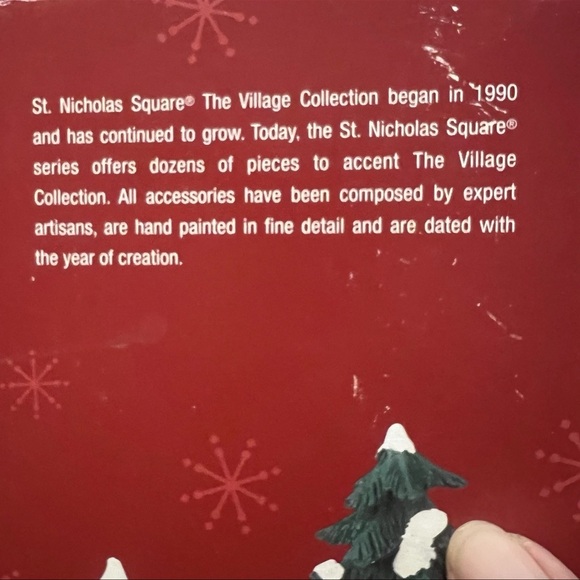 St. Nicholas Square® The Village Collection began in 1990
and has continued to grow. Today, the St. Nicholas Square®
series offers dozens of pieces to accent The Village
Collection. All accessories have been composed by expert
artisans, are hand painted in fine detail and are dated with
the year of creation.